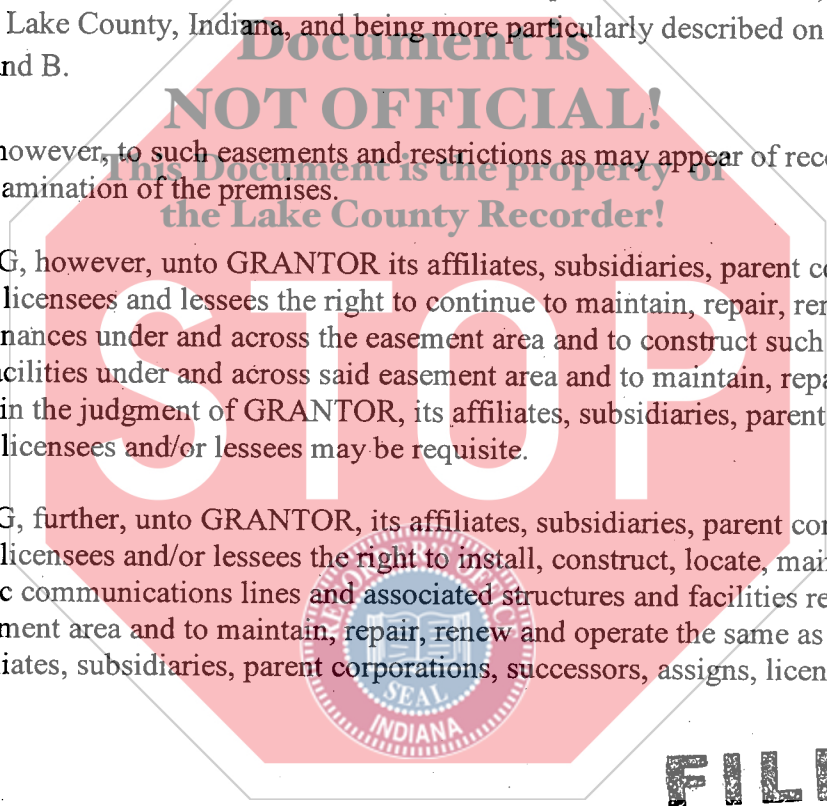 Lake County, Indiana, and being more particularly described on
nd B.
Document is
NOT OFFICIAL!
however, to such easements and restrictions as may appear of reco
This Document is the property of
amination of the premises.
the Lake County Recorder!
G, however, unto GRANTOR its affiliates, subsidiaries, parent co
licensees and lessees the right to continue to maintain, repair, ren
nances under and across the easement area and to construct such
cilities under and across said easement area and to maintain, repa
in the judgment of GRANTOR, its affiliates, subsidiaries, parent
licensees and/or lessees may be requisite.
STOP
G, further, unto GRANTOR, its affiliates, subsidiaries, parent cor
licensees and/or lessees the right to install, construct, locate, main
c communications lines and associated structures and facilities re
ment area and to maintain, repair, renew and operate the same as
iates, subsidiaries, parent corporations, successors, assigns, licen
RECORDER'S OFFICE
SEAL
INDIANA
FIL